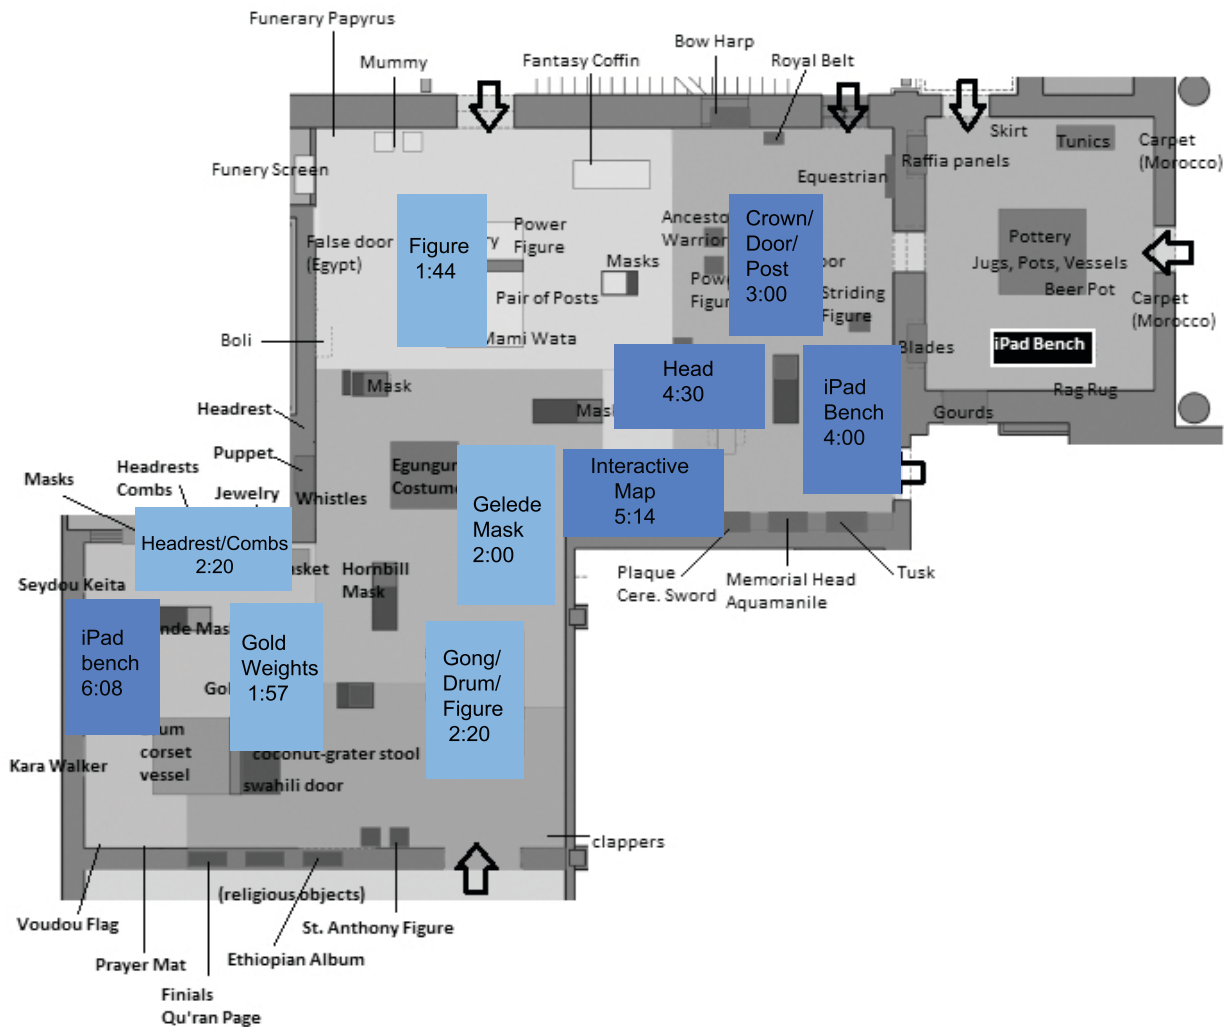 Funerary Papyrus
Mummy
Fantasy Coffin
Bow Harp
Royal Belt
Skirt
Tunics
Carpet
(Morocco)
Raffia panels
Funery Screen
Equestrian
Figure
1:44
Power
Figure
False door
(Egypt)
Masks
Pair of Posts
Mami Wata
Warrior
Crown/
Door/
Post
3:00
Striding
Figure
Pottery
Jugs, Pots, Vessels
Beer Pot
Carpet
(Morocco)
Boli
Blades
iPad Bench
Mask
Head
4:30
iPad
Bench
4:00
Rag Rug
Gourds
Headrest
Puppet
Whistles
Masks
Headrests
Combs
Jewelry
Egungun
Costume
Gelede
Mask
2:00
Interactive
Map
5:14
Headrest/Combs
2:20
Hornbill
Mask
Plaque
Cere. Sword
Memorial Head
Aquamanile
Tusk
Seydou Keita
iPad
bench
6:08
Gold
Weights
1:57
Gong/
Drum/
Figure
2:20
corset
vessel
coconut-grater stool
swahili door
Kara Walker
clappers
(religious objects)
Voudou Flag
Prayer Mat
Finials
Qu'ran Page
Ethiopian Album
St. Anthony Figure